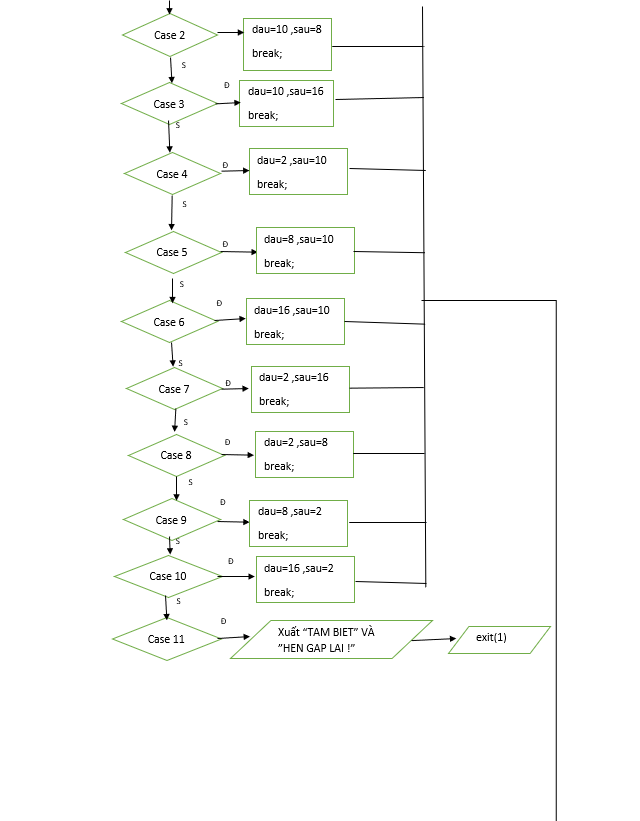 Case 2
dau=10 ,sau=8
break;
S
Case 3
Đ
dau=10 ,sau=16
break;
S
Case 4
Đ
dau=2 ,sau=10
break;
S
Case 5
Đ
dau=8 ,sau=10
break;
S
Case 6
Đ
dau=16 ,sau=10
break;
S
Case 7
Đ
dau=2 ,sau=16
break;
S
Case 8
Đ
dau=2 ,sau=8
break;
S
Case 9
Đ
dau=8 ,sau=2
break;
S
Case 10
Đ
dau=16 ,sau=2
break;
S
Case 11
Đ
Xuất “TAM BIET” VÀ
”HEN GAP LAI !”
exit(1)